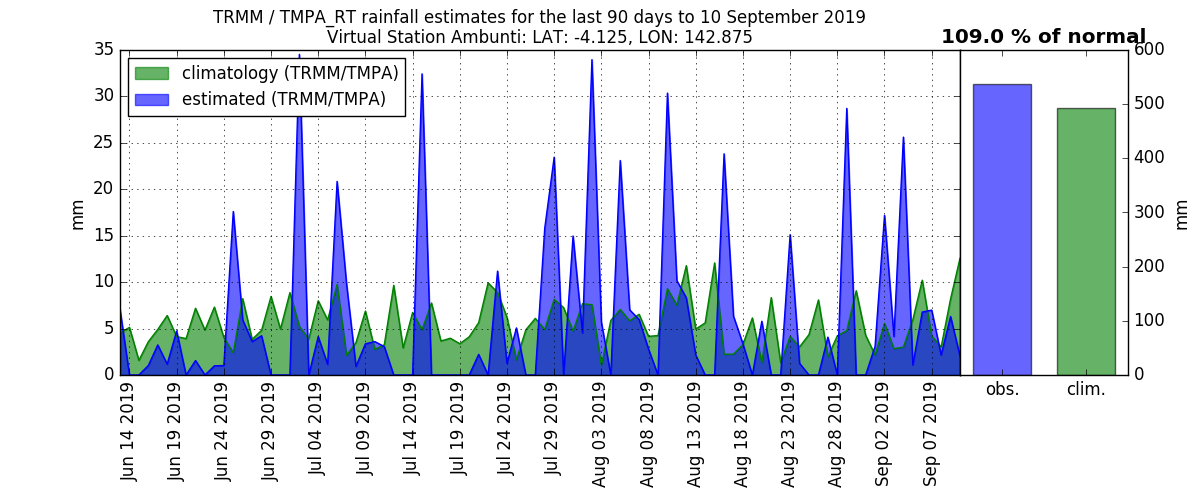 TRMM / TMPA_RT rainfall estimates for the last 90 days to 10 September 2019
Virtual Station Ambunti: LAT: -4.125, LON: 142.875
109.0 % of normal
climatology (TRMM/TMPA)
estimated (TRMM/TMPA)
35
30
25
20
15
10
5
0
mm
Jun 14 2019
Jun 19 2019
Jun 24 2019
Jun 29 2019
Jul 04 2019
Jul 09 2019
Jul 14 2019
Jul 19 2019
Jul 24 2019
Jul 29 2019
Aug 03 2019
Aug 08 2019
Aug 13 2019
Aug 18 2019
Aug 23 2019
Aug 28 2019
Sep 02 2019
Sep 07 2019
obs.
clim.
600
500
400
300
200
100
0
mm